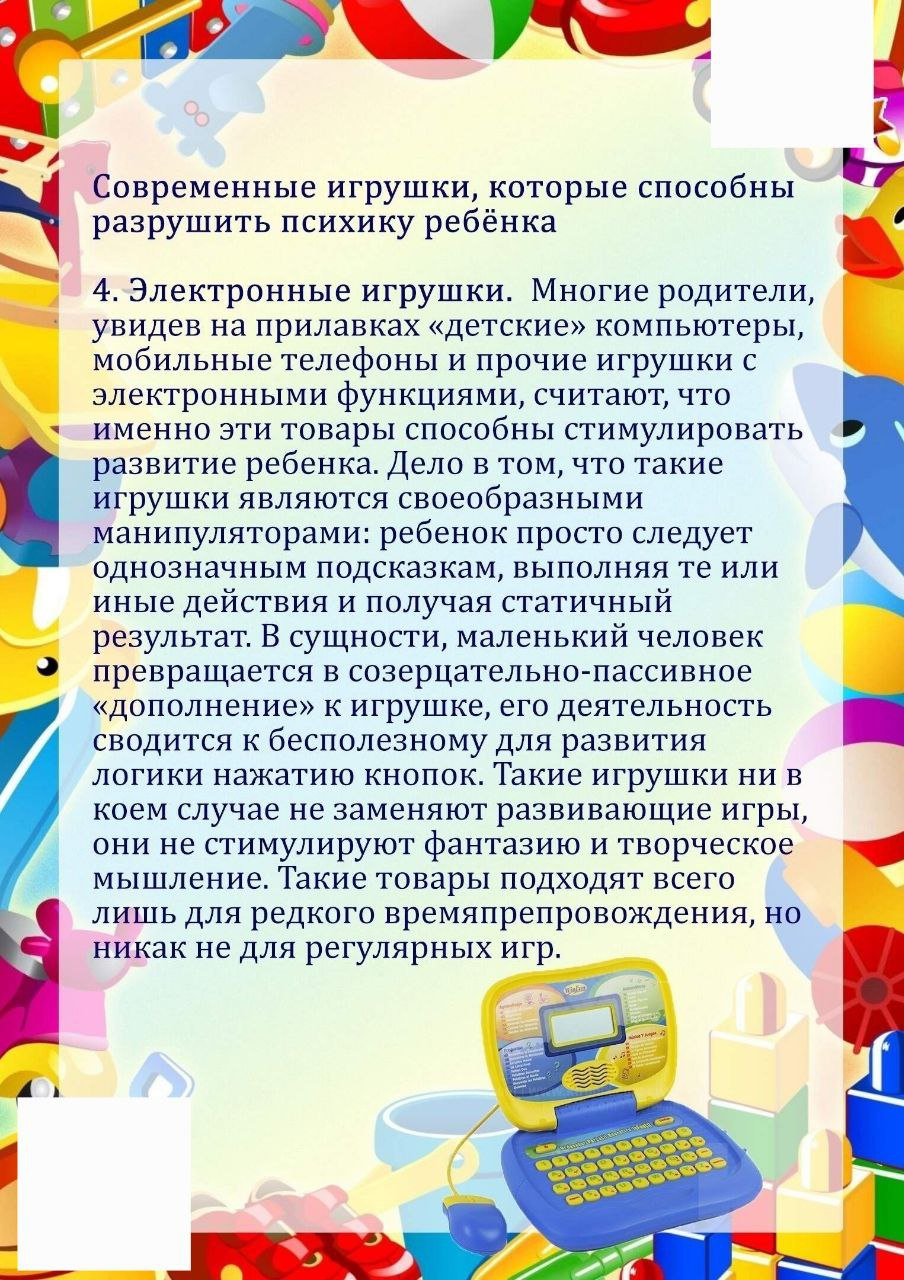 Современные игрушки, которые способны
разрушить психику ребёнка
4. Электронные игрушки. Многие родители,
увидев на прилавках «детские» компьютеры,
мобильные телефоны и прочие игрушки с
электронными функциями, считают, что
именно эти товары способны стимулировать
развитие ребенка. Дело в том, что такие
игрушки являются своеобразными
манипуляторами: ребенок просто следует
однозначным подсказкам, выполняя те или
иные действия и получая статичный
результат. В сущности, маленький человек
превращается в созерцательно-пассивное
«дополнение» к игрушке, его деятельность
сводится к бесполезному для развития
логики нажатию кнопок. Такие игрушки ни в
коем случае не заменяют развивающие игры,
они не стимулируют фантазию и творческое
мышление. Такие товары подходят всего
лишь для редкого времяпрепровождения, но
никак не для регулярных игр.